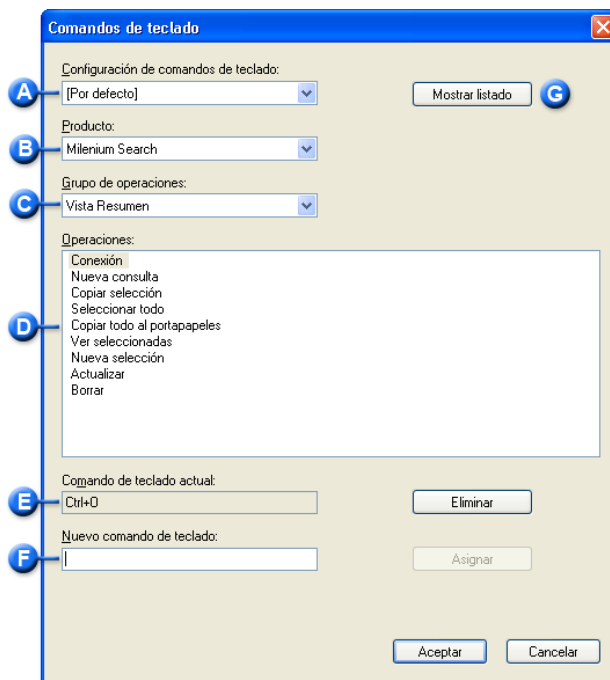 Comandos de teclado
Configuración de comandos de teclado:
A
[Por defecto]
Mostrar listado
G
Producto:
B
Milenium Search
Grupo de operaciones:
C
Vista Resumen
Operaciones:
Conexión
Nueva consulta
Copiar selección
Seleccionar todo
D
Copiar todo al portapapeles
Ver seleccionadas
Nueva selección
Actualizar
Borrar
Comando de teclado actual:
E
Ctrl+O
Eliminar
Nuevo comando de teclado:
F
Asignar
Aceptar
Cancelar